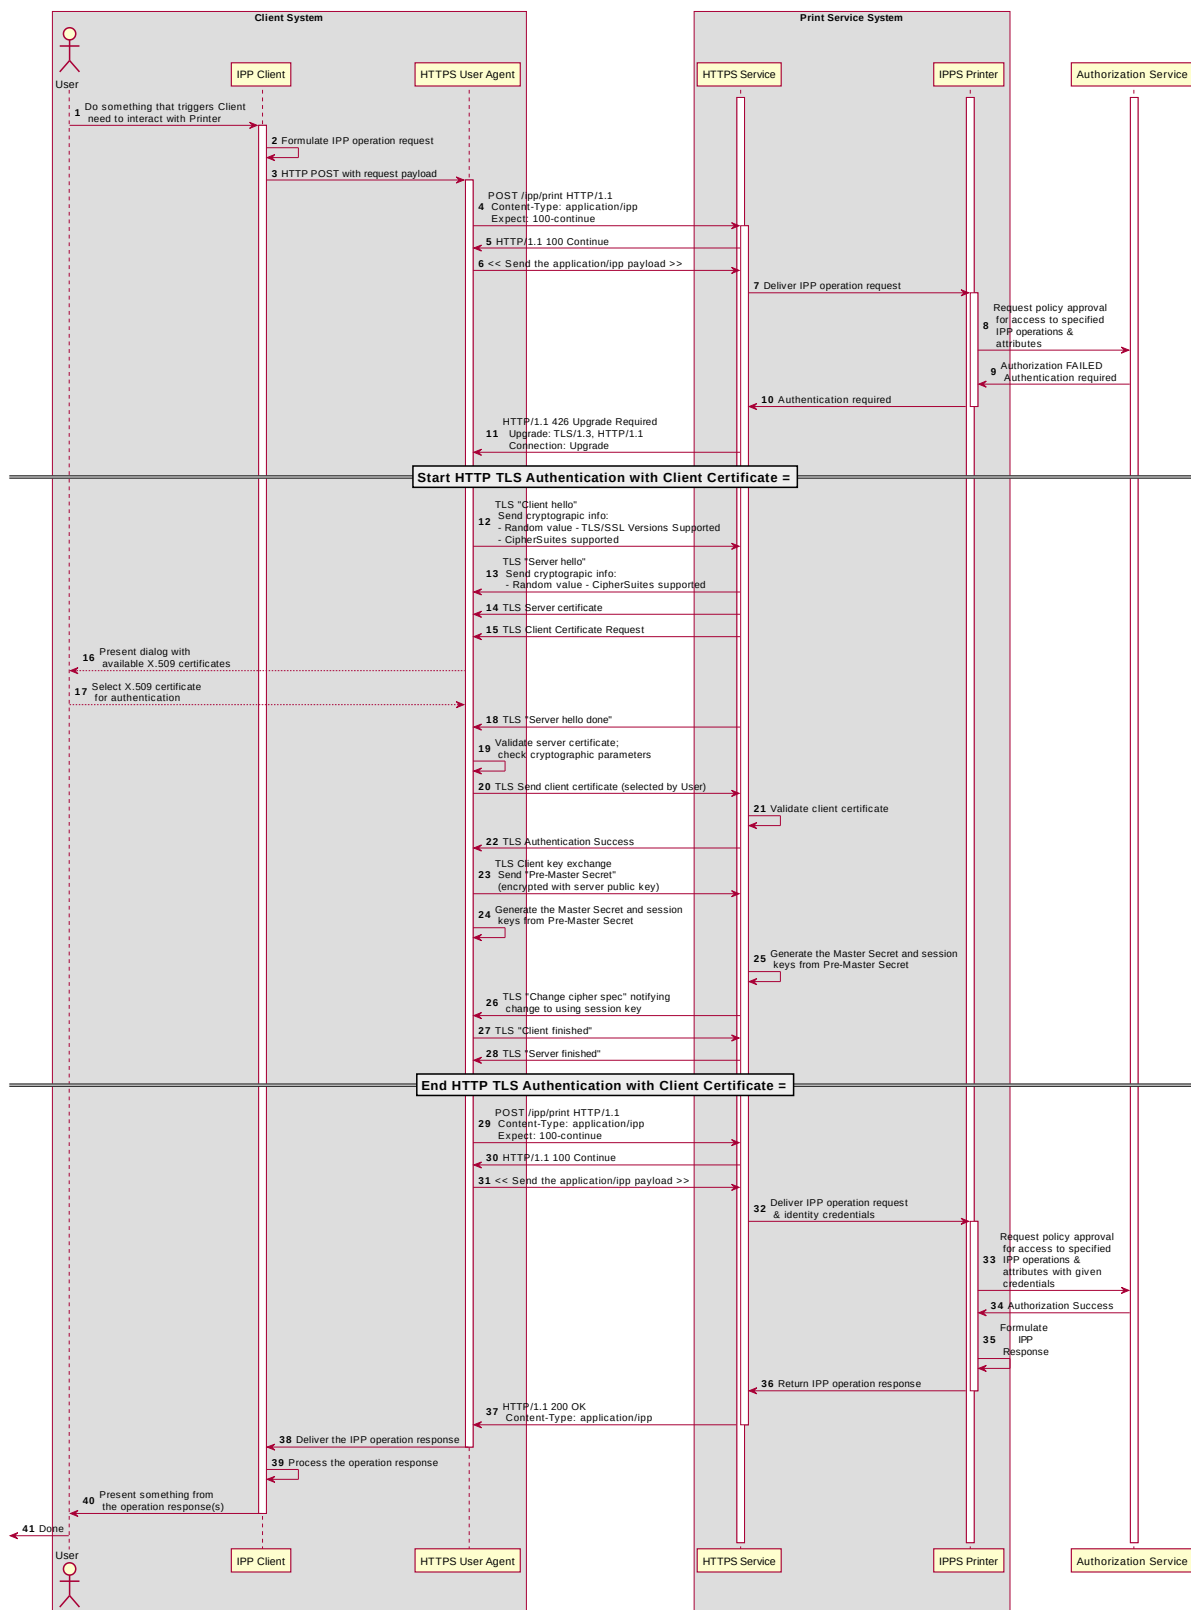 Client System
Print Service System
User
IPP Client
HTTPS User Agent
HTTPS Service
IPPS Printer
Authorization Service
1 Do something that triggers Client
need to interact with Printer
2 Formulate IPP operation request
3 HTTP POST with request payload
POST /ipp/print HTTP/1.1
4 Content-Type: application/ipp
Expect: 100-continue
5 HTTP/1.1 100 Continue
6 << Send the application/ipp payload >>
7 Deliver IPP operation request
Request policy approval
8 for access to specified
IPP operations &
attributes
9 Authorization FAILED
Authentication required
10 Authentication required
HTTP/1.1 426 Upgrade Required
11 Upgrade: TLS/1.3, HTTP/1.1
Connection: Upgrade
Start HTTP TLS Authentication with Client Certificate =
TLS "Client hello"
12 Send cryptograpic info:
- Random value - TLS/SSL Versions Supported
- CipherSuites supported
TLS "Server hello"
13 Send cryptograpic info:
- Random value - CipherSuites supported
14 TLS Server certificate
15 TLS Client Certificate Request
16 Present dialog with
available X.509 certificates
17 Select X.509 certificate
for authentication
18 TLS "Server hello done"
19 Validate server certificate;
check cryptographic parameters
20 TLS Send client certificate (selected by User)
21 Validate client certificate
22 TLS Authentication Success
TLS Client key exchange
23 Send "Pre-Master Secret"
(encrypted with server public key)
24 Generate the Master Secret and session
keys from Pre-Master Secret
25 Generate the Master Secret and session
keys from Pre-Master Secret
26 TLS "Change cipher spec" notifying
change to using session key
27 TLS "Client finished"
28 TLS "Server finished"
End HTTP TLS Authentication with Client Certificate =
POST /ipp/print HTTP/1.1
29 Content-Type: application/ipp
Expect: 100-continue
30 HTTP/1.1 100 Continue
31 << Send the application/ipp payload >>
32 Deliver IPP operation request
& identity credentials
Request policy approval
for access to specified
33 IPP operations &
attributes with given
credentials
34 Authorization Success
Formulate
35 IPP
Response
36 Return IPP operation response
37 HTTP/1.1 200 OK
Content-Type: application/ipp
38 Deliver the IPP operation response
39 Process the operation response
40 Present something from
the operation response(s)
41 Done
User
IPP Client
HTTPS User Agent
HTTPS Service
IPPS Printer
Authorization Service